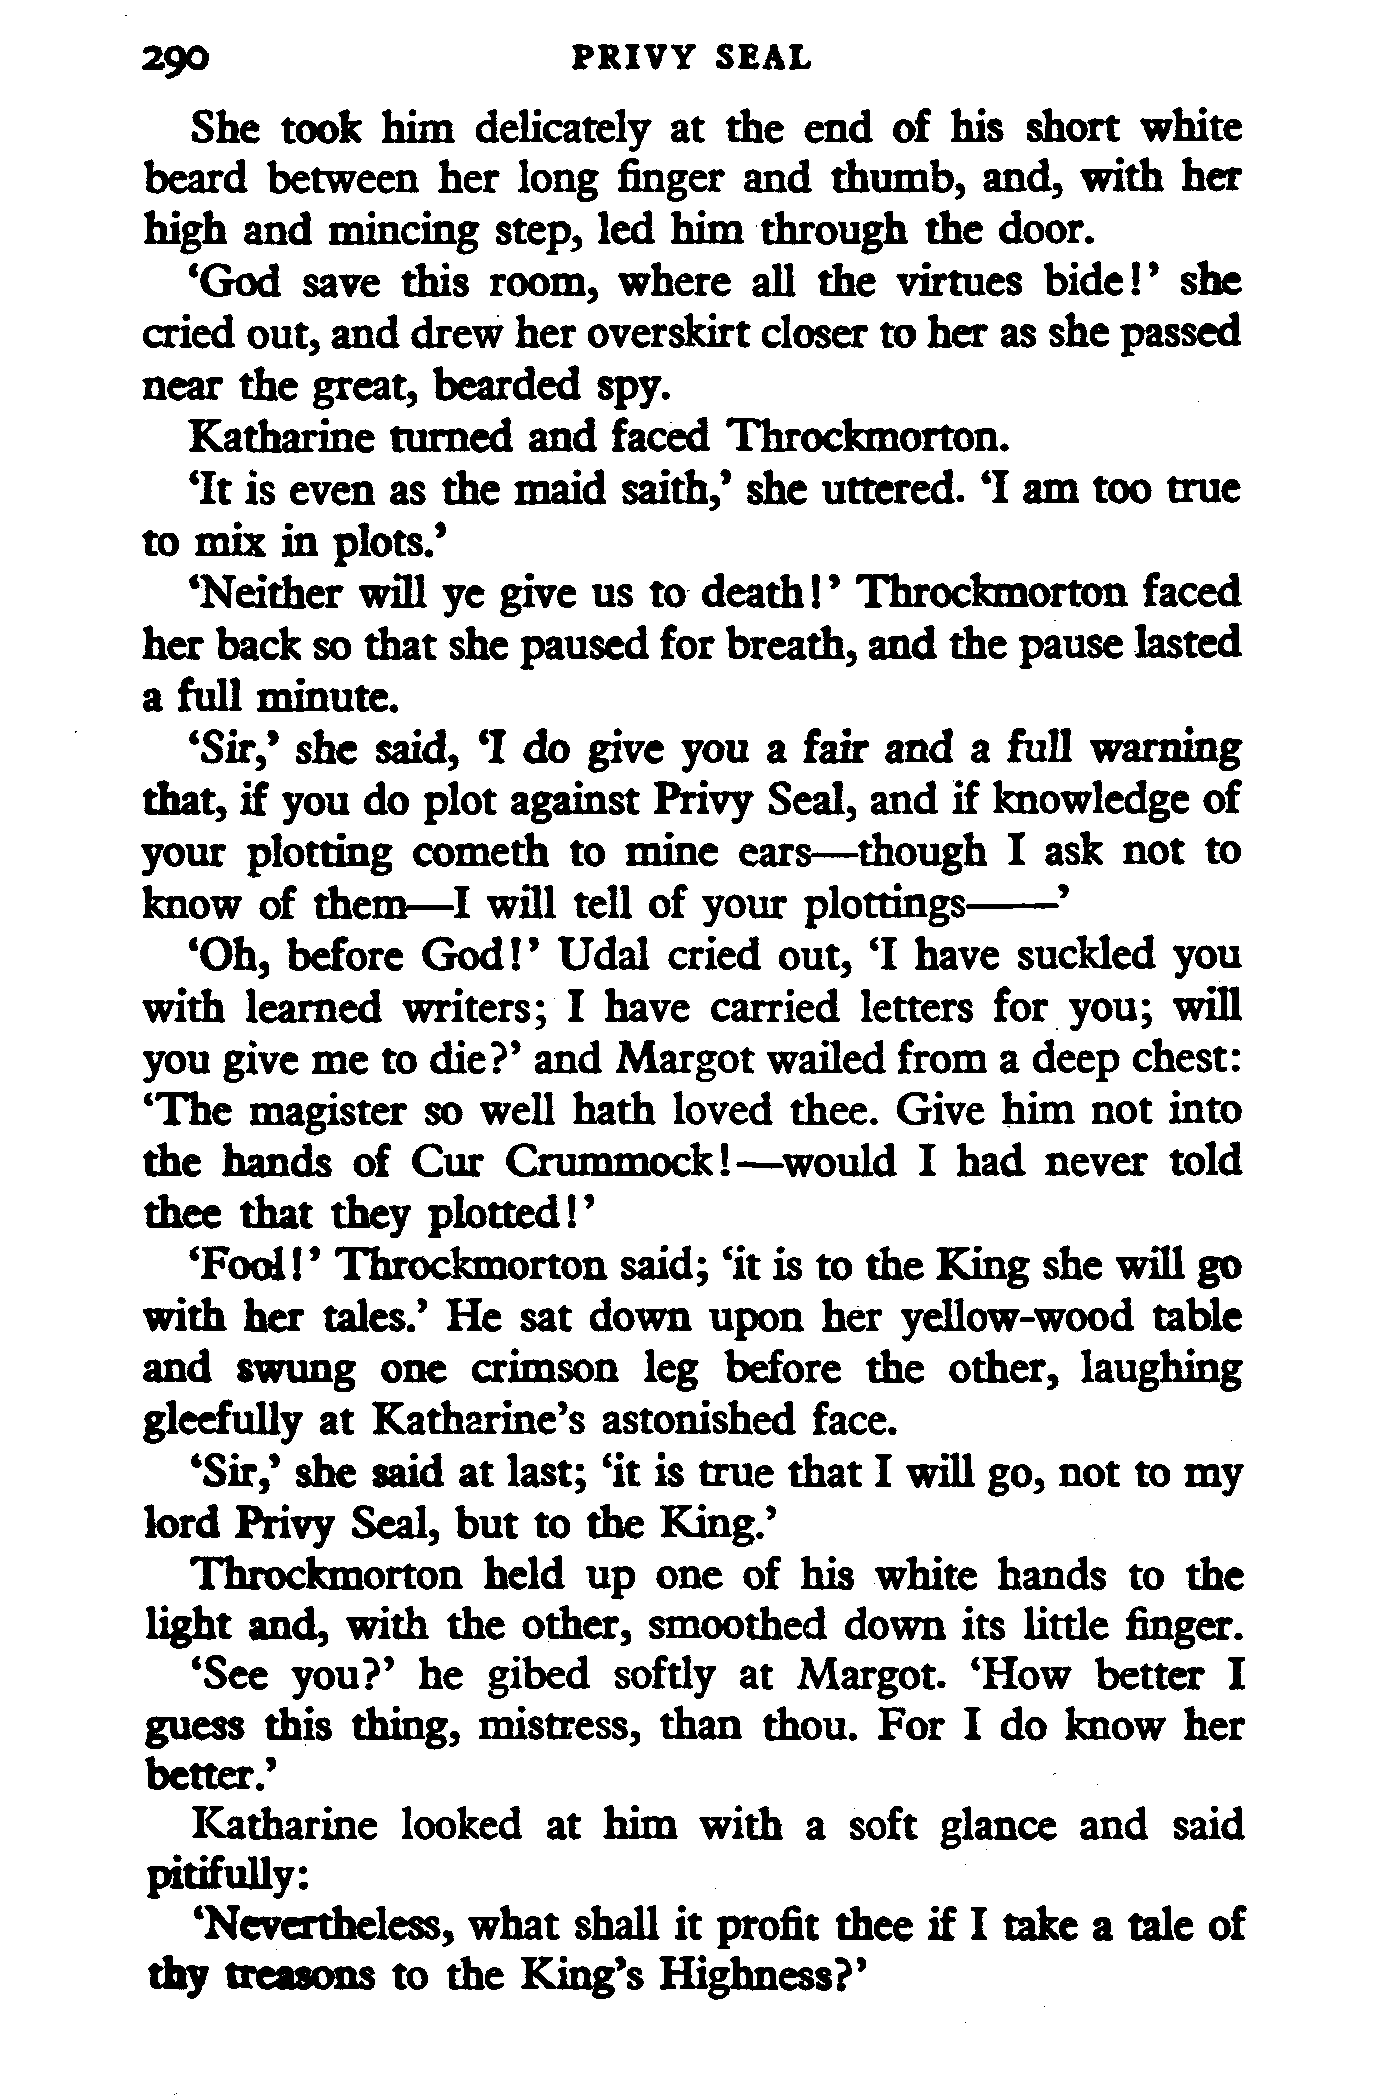 290 PRIVY SEAL
She took him delicately at the end of his short white
beard between her long finger and thumb, and, with her
high and mincing step, led him through the door.
‘God save this room, where all the virtues bide!’ she
cried out, and drew her overskirt closer to her as she passed
near the great, bearded spy.
Katharine turned and faced Throckmorton.
‘It is even as the maid saith,’ she uttered. ‘I am too true
to mix in plots.’
‘Neither will ye give us to death!’ Throckmorton faced
her back so that she paused for breath, and the pause lasted
a full minute.
‘Sir,’ she said, ‘I do give you a fair and a full warning
that, if you do plot against Privy Seal, and if knowledge of
your plotting cometh to mine ears—though I ask not to
know of them—I will tell of your plottings——’
‘Oh, before God!’ Udal cried out, ‘I have suckled you
with learned writers; I have carried letters for you; will
you give me to die?’ and Margot wailed from a deep chest:
‘The magister so well hath loved thee. Give him not into
the hands of Cur Crummock!—would I had never told
thee that they plotted!’
‘Fool!’ Throckmorton said; ‘it is to the King she will go
with her tales.’ He sat down upon her yellow-wood table
and swung one crimson leg before the other, laughing
gleefully at Katharine’s astonished face.
‘Sir,’ she said at last; ‘it is true that I will go, not to my
lord Privy Seal, but to the King.’
Throckmorton held up one of his white hands to the
light and, with the other, smoothed down its little finger.
‘See you?’ he gibed softly at Margot. ‘How better I
guess this thing, mistress, than thou. For I do know her
better.’
Katharine looked at him with a soft glance and said
pitifully:
‘Nevertheless, what shall it profit thee if I take a tale of
thy treasons to the King’s Highness?’